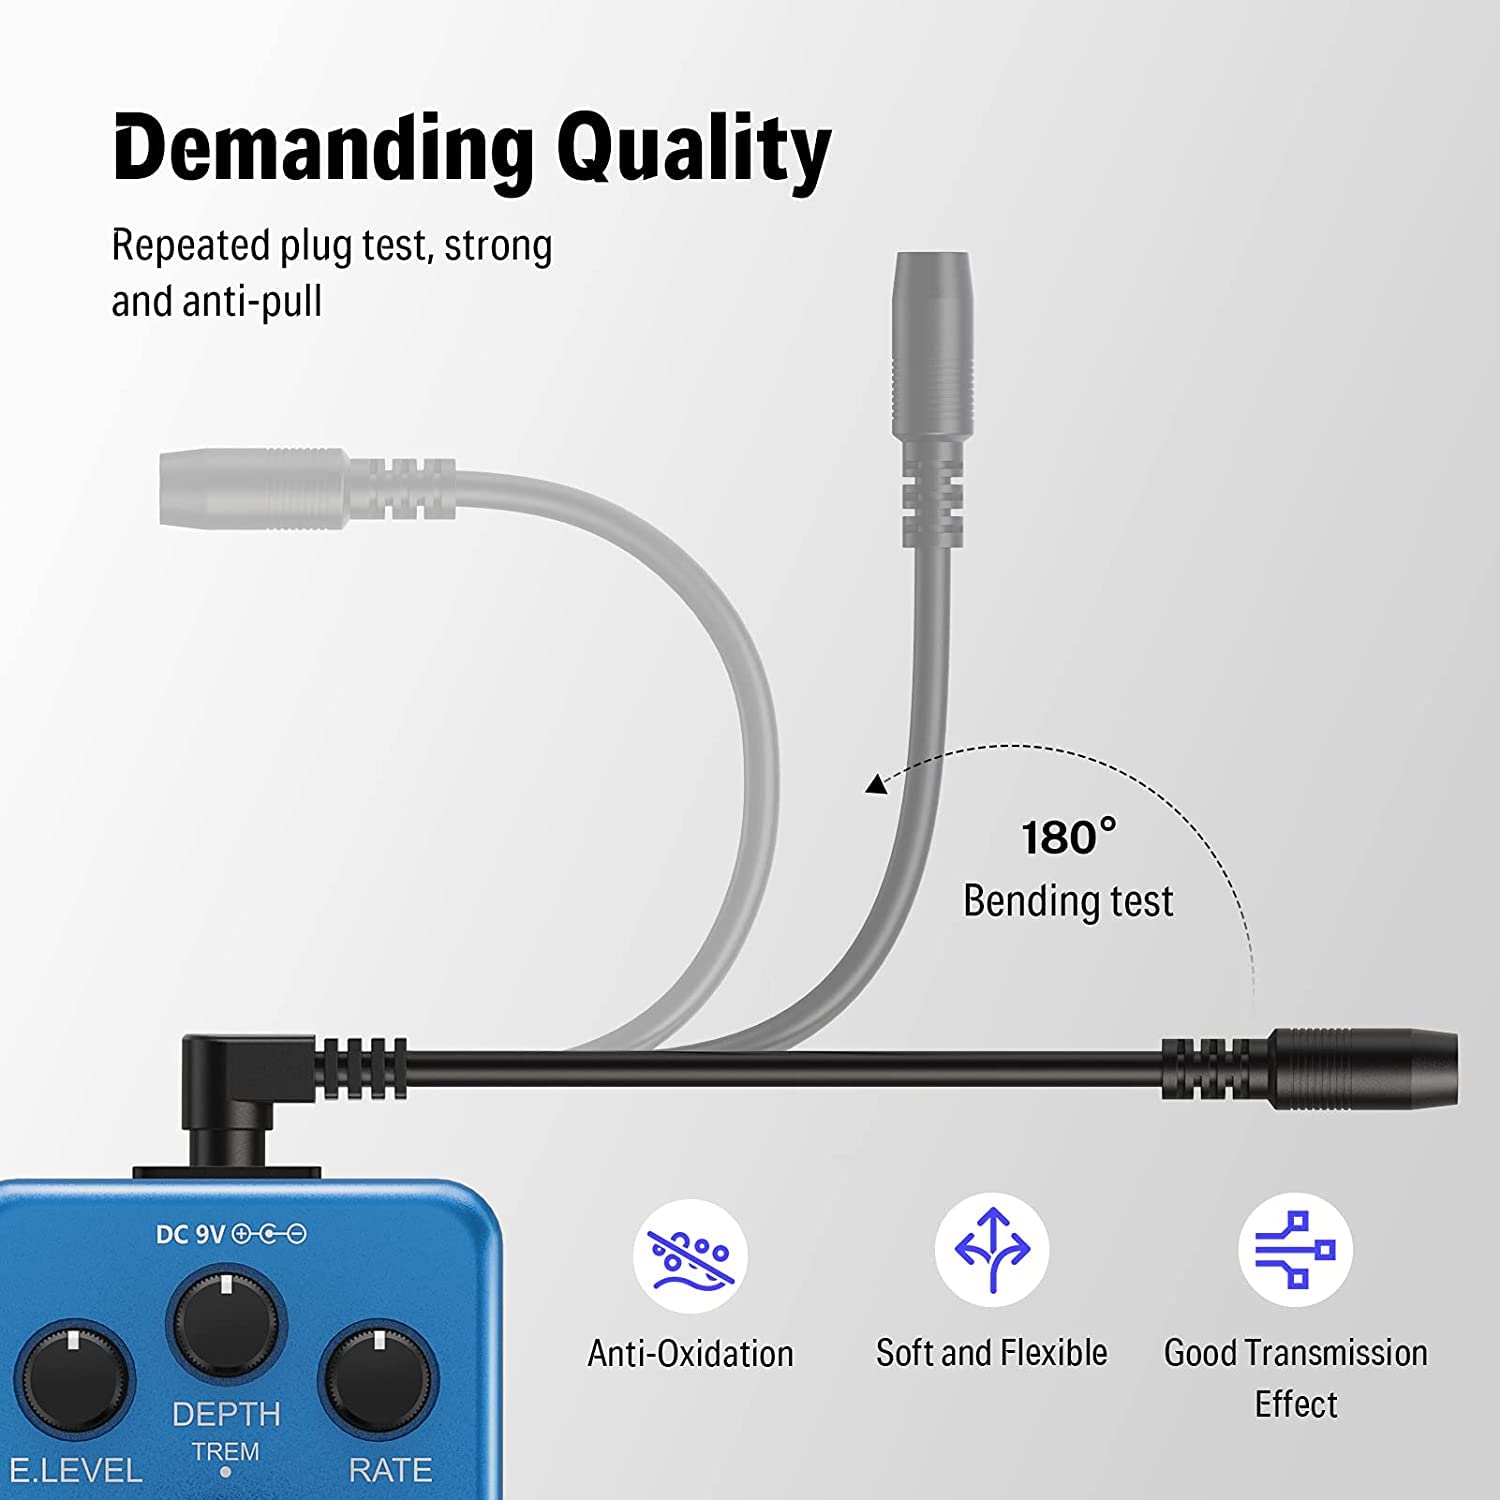 Demanding Quality
Repeated plug test, strong
and anti-pull
180°
Bending test
DC 9V
DEPTH
TREM
E.LEVEL
RATE
Anti-Oxidation
Soft and Flexible
Good Transmission
Effect